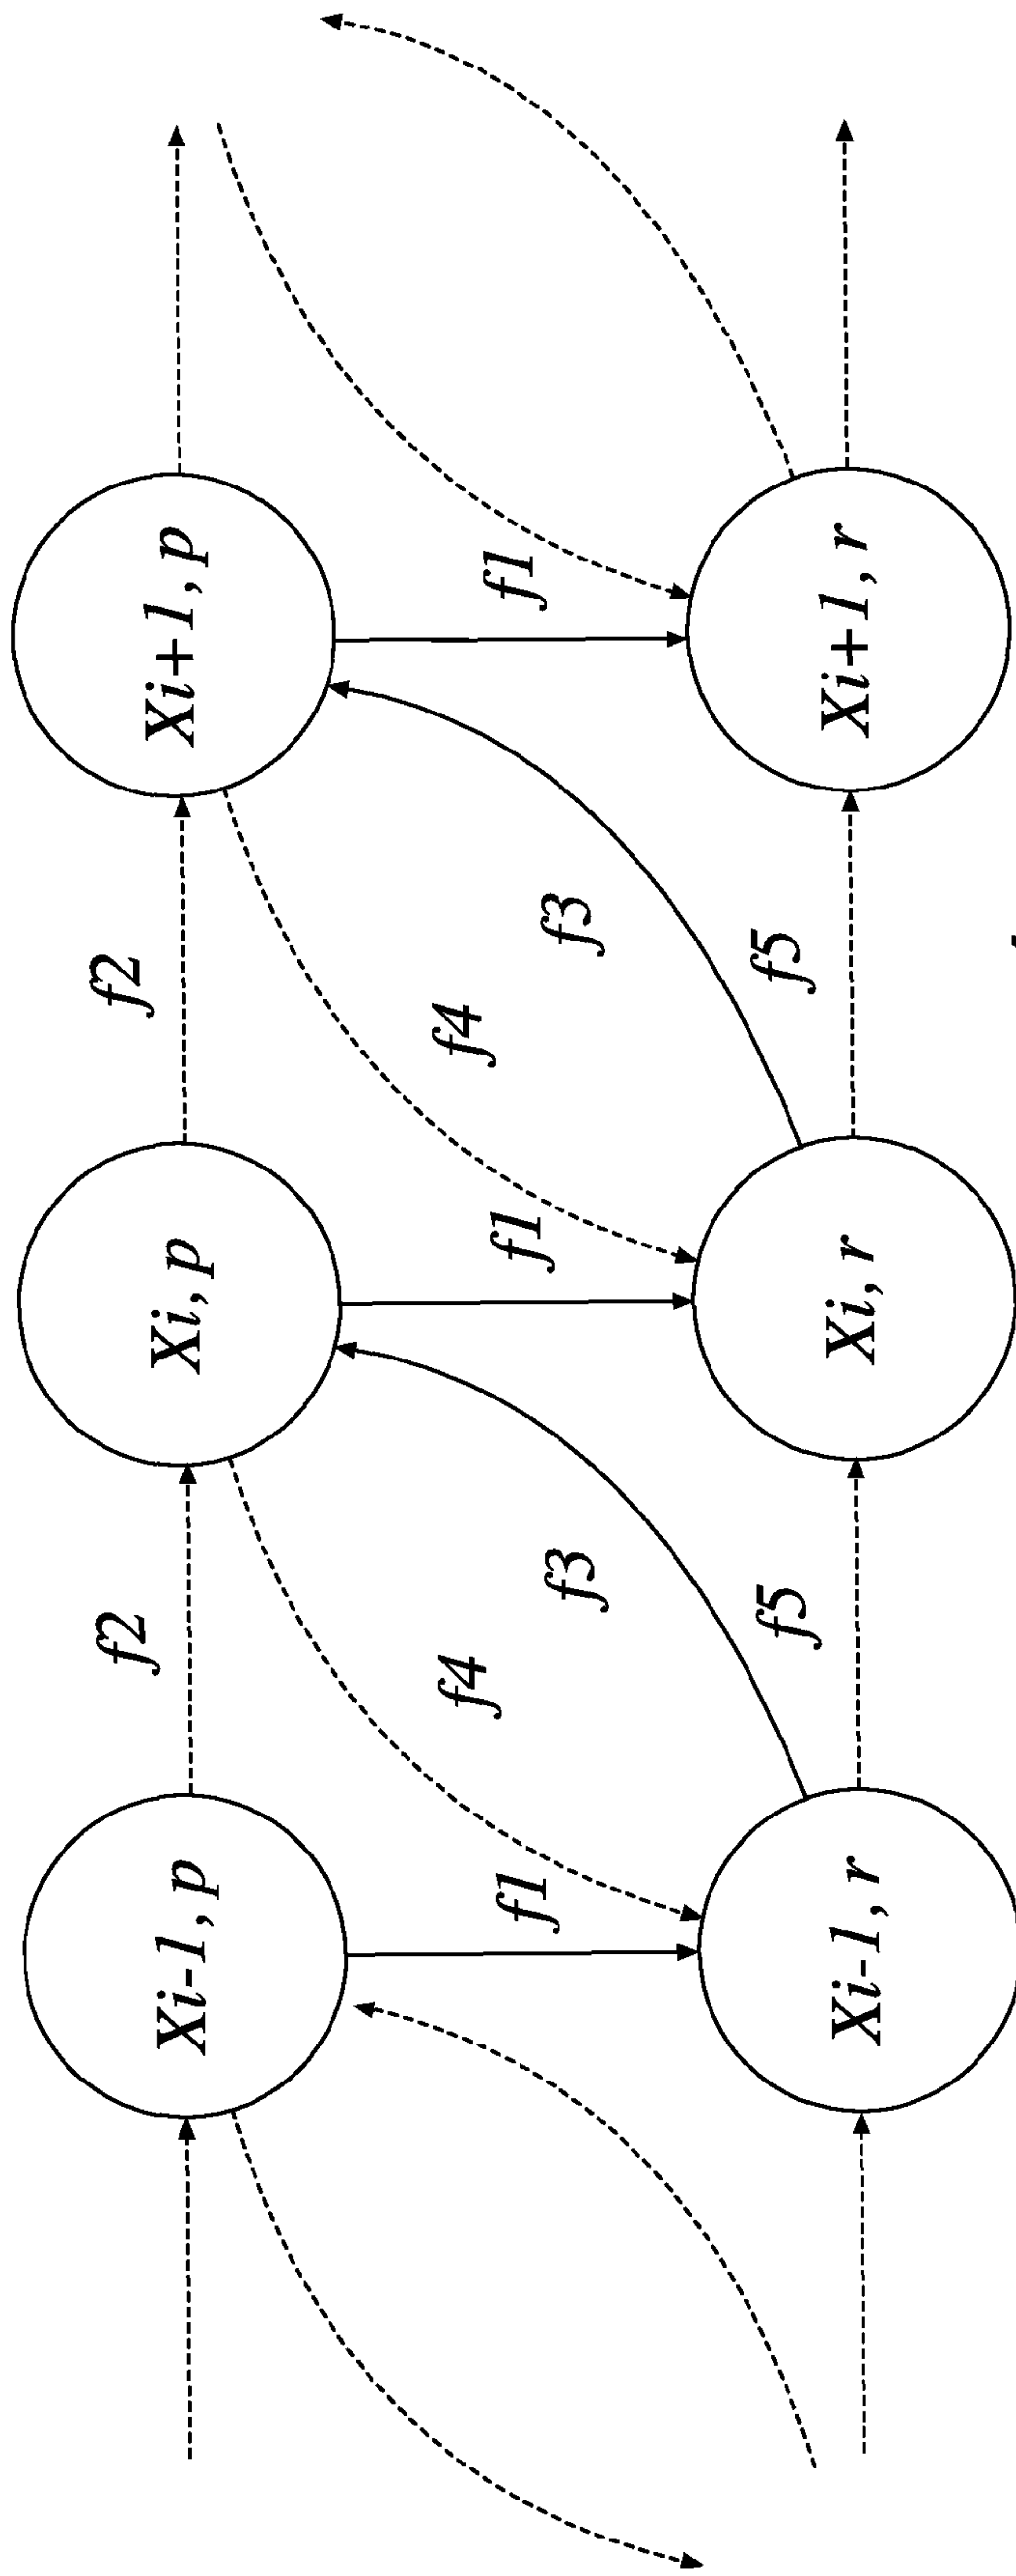 f2
f2
Xi-1, p
Xi, p
Xi+1, p
f4
f4
f1
f1
f1
f3
f3
f5
f5
Xi-1, r
Xi, r
Xi+1, r